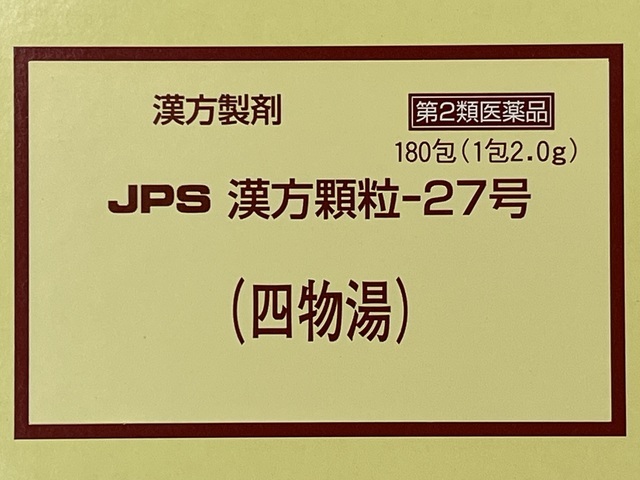 漢方製剤
第2類医薬品
180包(1包2.0g)
JPS 漢方顆粒-27号
(四物湯)